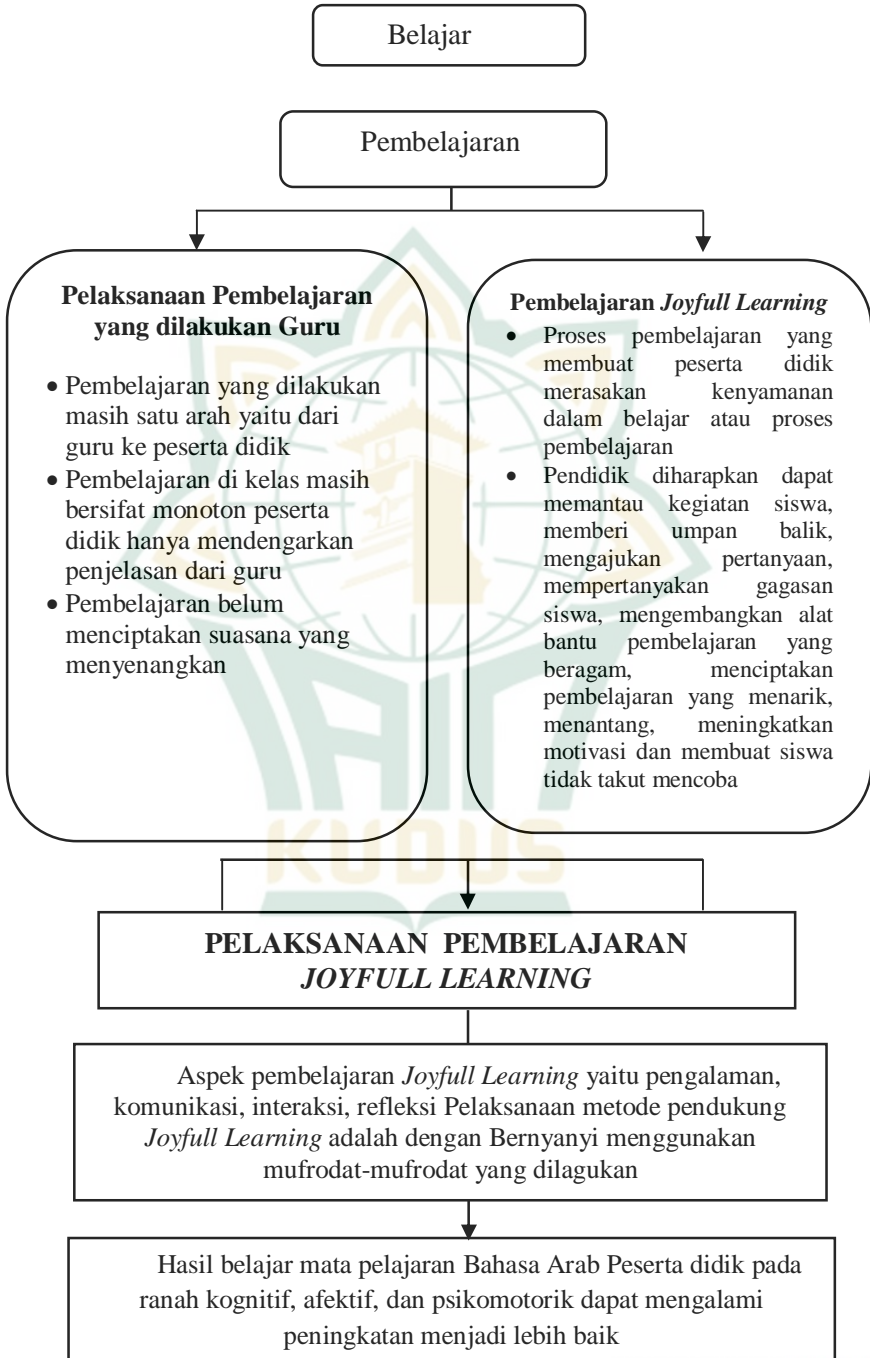 Belajar
Pembelajaran
Pelaksanaan Pembelajaran
yang dilakukan Guru
• Pembelajaran yang dilakukan
masih satu arah yaitu dari
guru ke peserta didik
• Pembelajaran di kelas masih
bersifat monoton peserta
didik hanya mendengarkan
penjelasan dari guru
• Pembelajaran belum
menciptakan suasana yang
menyenangkan
Pembelajaran Joyfull Learning
• Proses pembelajaran yang
membuat peserta didik
merasakan kenyamanan
dalam belajar atau proses
pembelajaran
• Pendidik diharapkan dapat
memantau kegiatan siswa,
memberi umpan balik,
mengajukan pertanyaan,
mempertanyakan gagasan
siswa, mengembangkan alat
bantu pembelajaran yang
beragam, menciptakan
pembelajaran yang menarik,
menantang, meningkatkan
motivasi dan membuat siswa
tidak takut mencoba
IAIN
KUDUS
PELAKSANAAN PEMBELAJARAN
JOYFULL LEARNING
Aspek pembelajaran Joyfull Learning yaitu pengalaman,
komunikasi, interaksi, refleksi Pelaksanaan metode pendukung
Joyfull Learning adalah dengan Bernyanyi menggunakan
mufrodat-mufrodat yang dilagukan
Hasil belajar mata pelajaran Bahasa Arab Peserta didik pada
ranah kognitif, afektif, dan psikomotorik dapat mengalami
peningkatan menjadi lebih baik